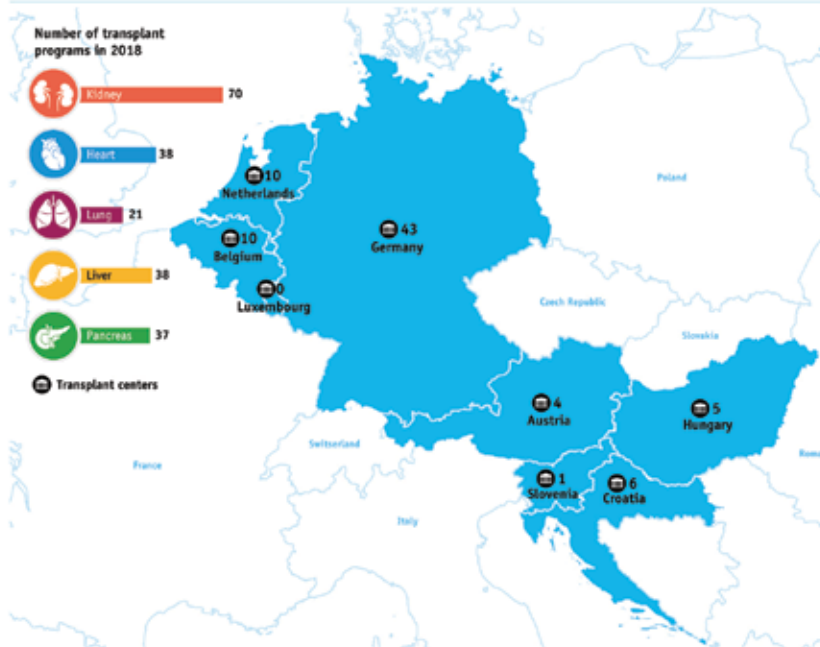 Number of transplant
programs in 2018
Kidney 70
Heart 38
Lung 21
Liver 38
Pancreas 37
Transplant centers
10
Netherlands
10
Belgium
0
Luxembourg
43
Germany
Poland
Czech Republic
Slovakia
4
Austria
5
Hungary
Switzerland
France
1
Slovenia
6
Croatia
Italy